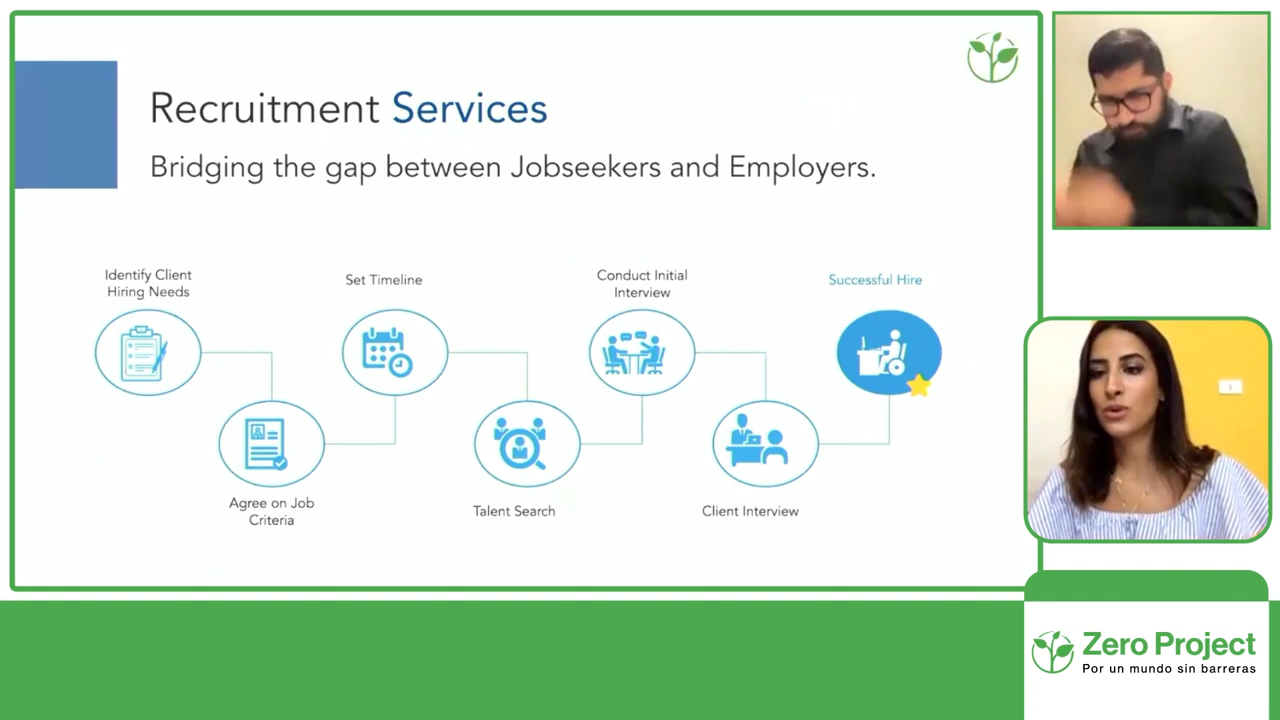 Recruitment Services
Bridging the gap between Jobseekers and Employers.
Identify Client
Hiring Needs
Set Timeline
Conduct Initial
Interview
Successful Hire
Agree on Job
Criteria
Talent Search
Client Interview
Zero Project
Por un mundo sin barreras